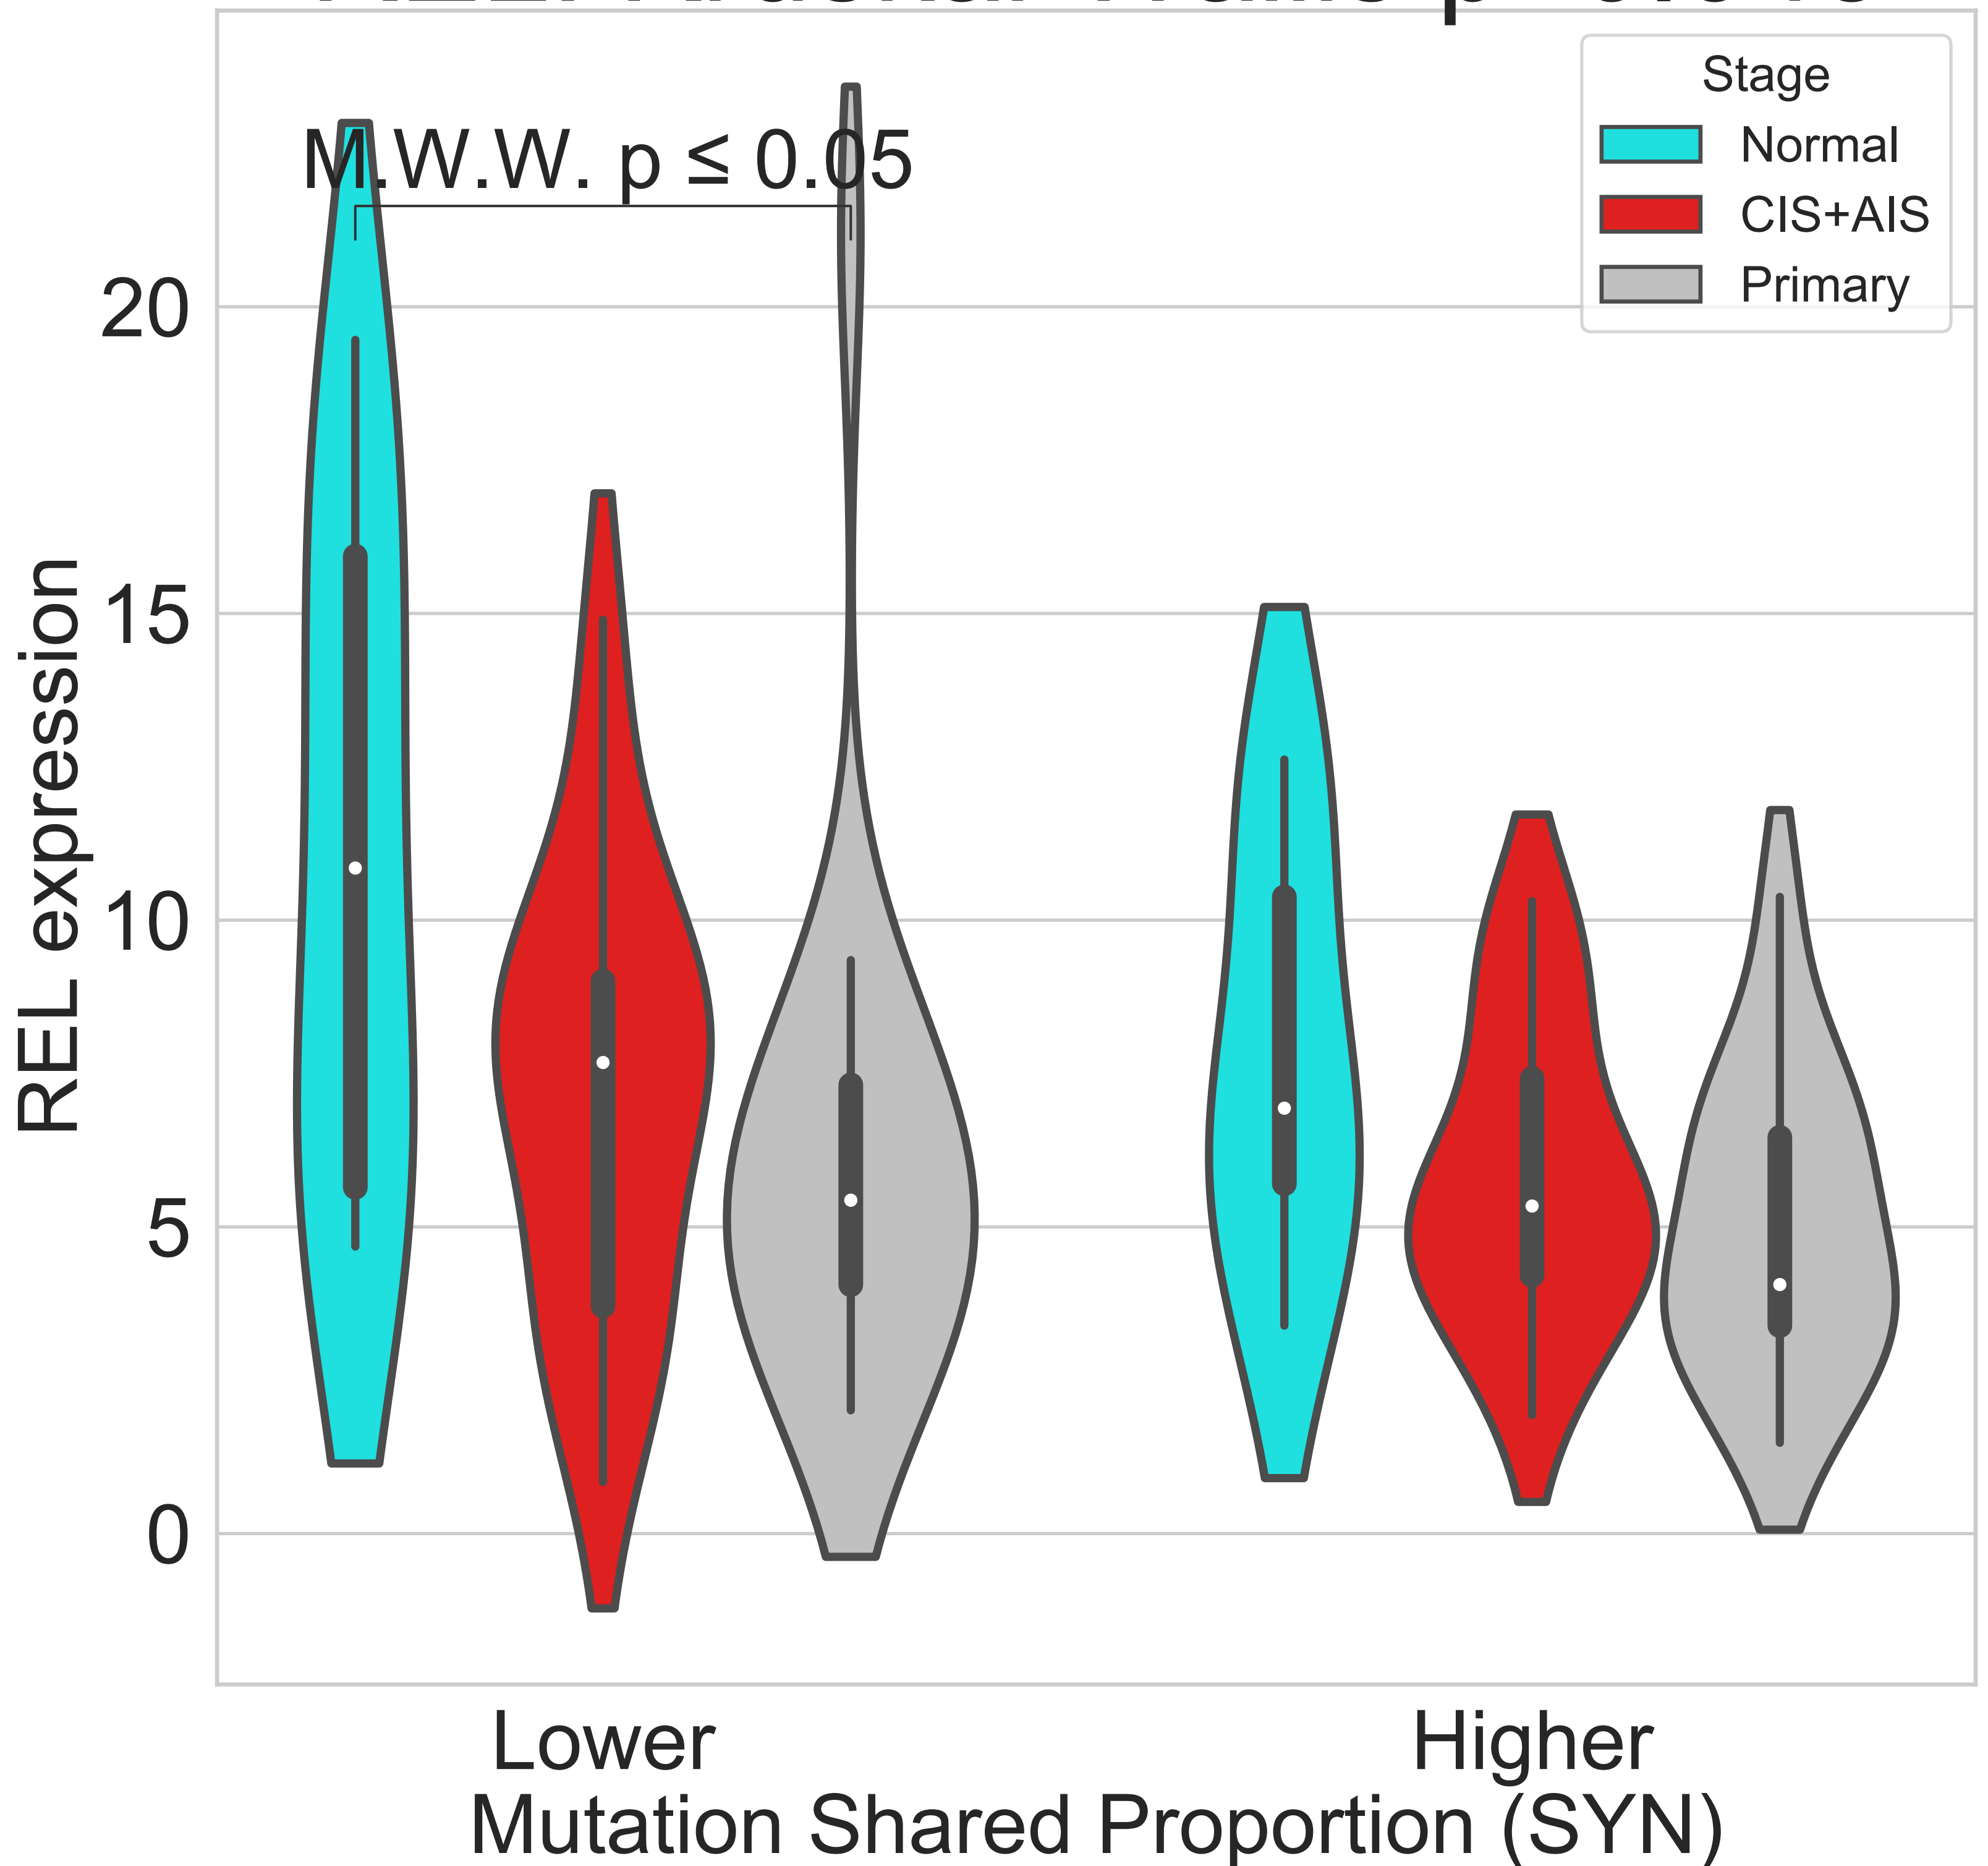 Stage
Normal
CIS+AIS
Primary
M.W.W. p ≤ 0.05
20
15
10
5
0
REL expression
Lower
Higher
Mutation Shared Proportion (SYN)